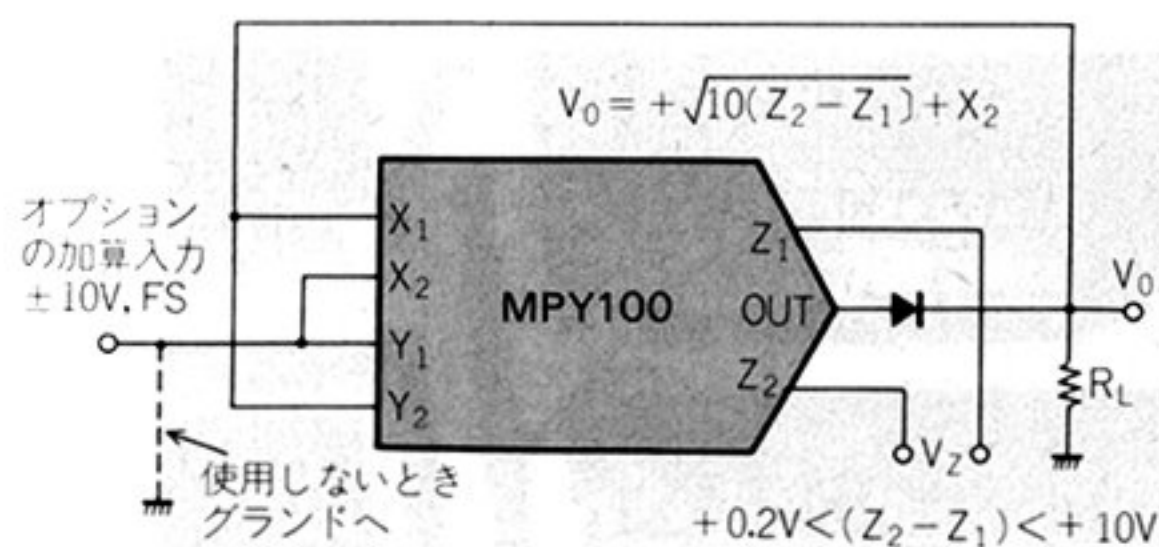 V₀ = +√10(Z₂−Z₁) + X₂
オプション
の加算入力
±10V, FS
X₁
X₂
Y₁
Y₂
MPY100
Z₁
OUT
Z₂
V₀
R_L
V_Z
使用しないとき
グランドへ
+0.2V<(Z₂−Z₁)<+10V